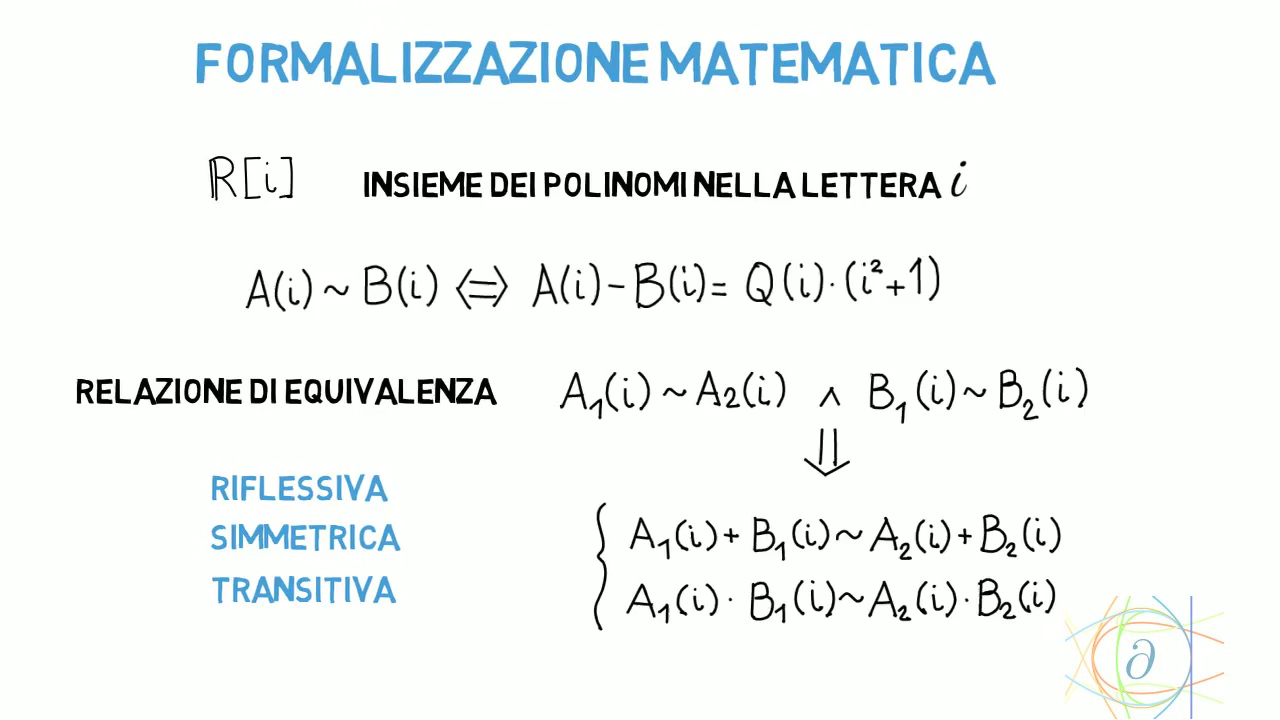 FORMALIZZAZIONE MATEMATICA
ℝ[i] INSIEME DEI POLINOMI NELLA LETTERA i
A(i) ~ B(i) ⟺ A(i) - B(i) = Q(i) · (i² + 1)
RELAZIONE DI EQUIVALENZA A₁(i) ~ A₂(i) ∧ B₁(i) ~ B₂(i)
⇓
RIFLESSIVA
SIMMETRICA
TRANSITIVA
{ A₁(i) + B₁(i) ~ A₂(i) + B₂(i)
A₁(i) · B₁(i) ~ A₂(i) · B₂(i)
∂